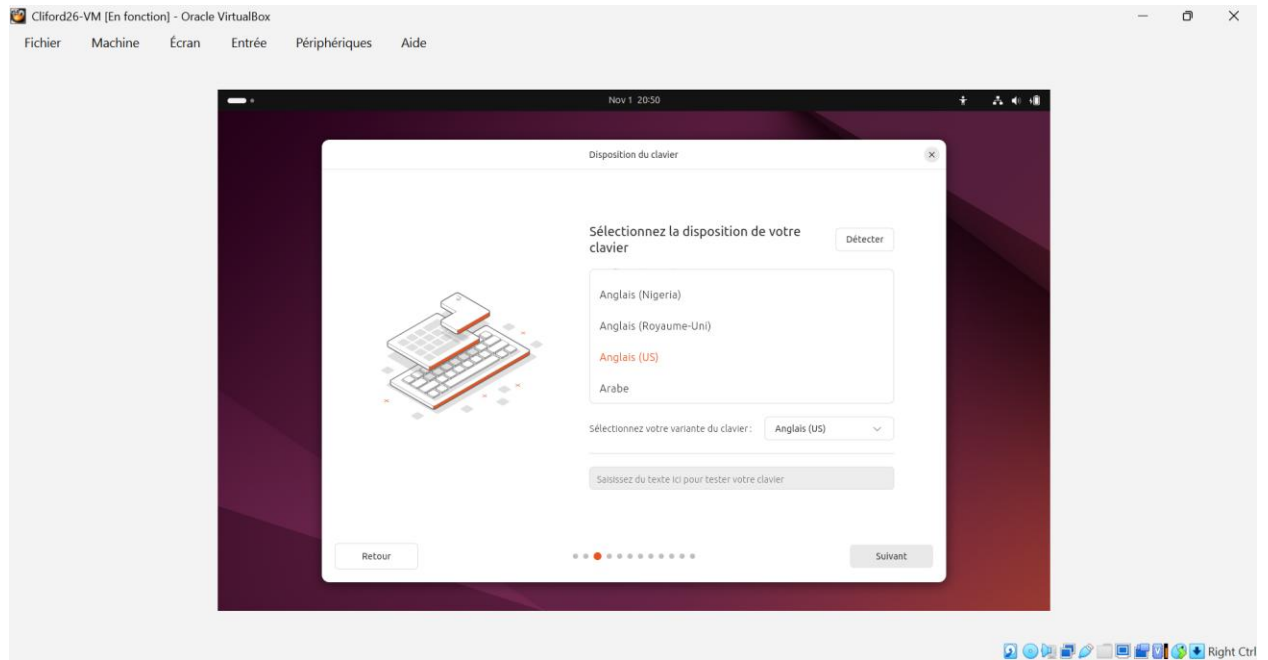 Cliford26-VM [En fonction] - Oracle VirtualBox
Fichier Machine Écran Entrée Périphériques Aide
Nov 1 20:50
Disposition du clavier
Sélectionnez la disposition de votre
clavier
Détecter
Anglais (Nigeria)
Anglais (Royaume-Uni)
Anglais (US)
Arabe
Sélectionnez votre variante du clavier : Anglais (US)
Saisissez du texte ici pour tester votre clavier
Retour
Suivant
Right Ctrl